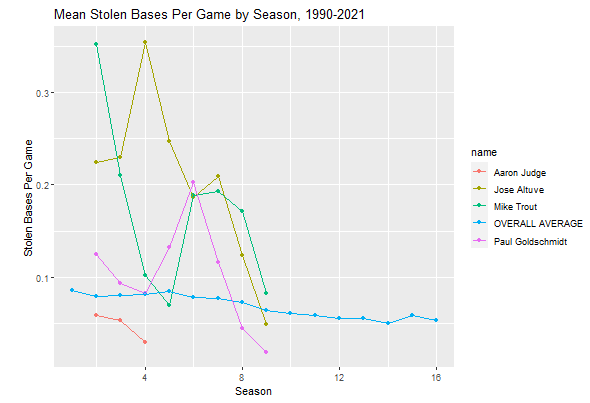 Mean Stolen Bases Per Game by Season, 1990-2021
Stolen Bases Per Game
0.3
0.2
0.1
4
8
12
16
Season
name
Aaron Judge
Jose Altuve
Mike Trout
OVERALL AVERAGE
Paul Goldschmidt